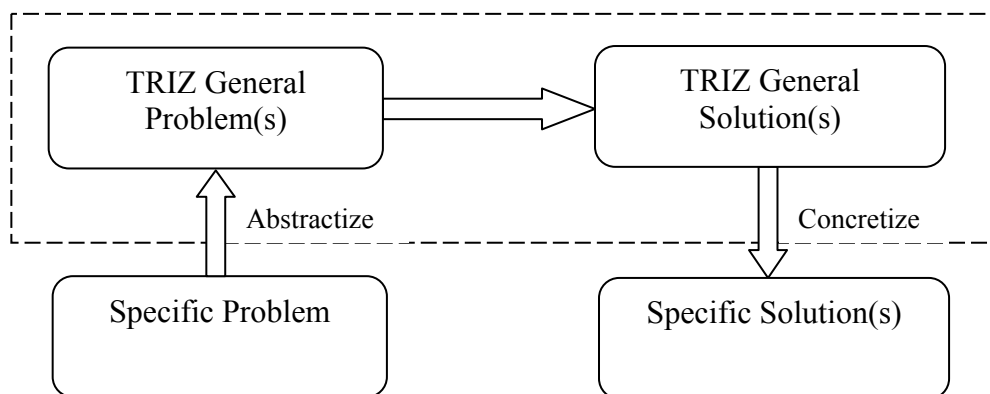 TRIZ General
Problem(s)
TRIZ General
Solution(s)
Abstractize
Concretize
Specific Problem
Specific Solution(s)